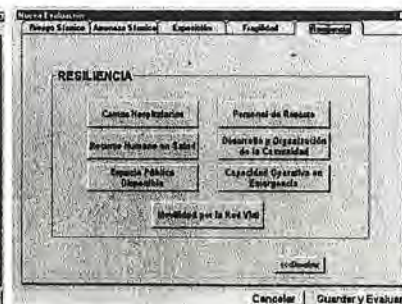 Nueva Evaluación
Riesgo Sísmico Amenaza Sísmica Exposición Fragilidad Resiliencia
RESILIENCIA
Camas Hospitalarias Personal de Rescate
Recurso Humano en Salud Desarrollo y Organización
de la Comunidad
Espacio Público
Disponible Capacidad Operativa en
Emergencia
Movilidad por la Red Vial
Cancelar Guardar y Evaluar